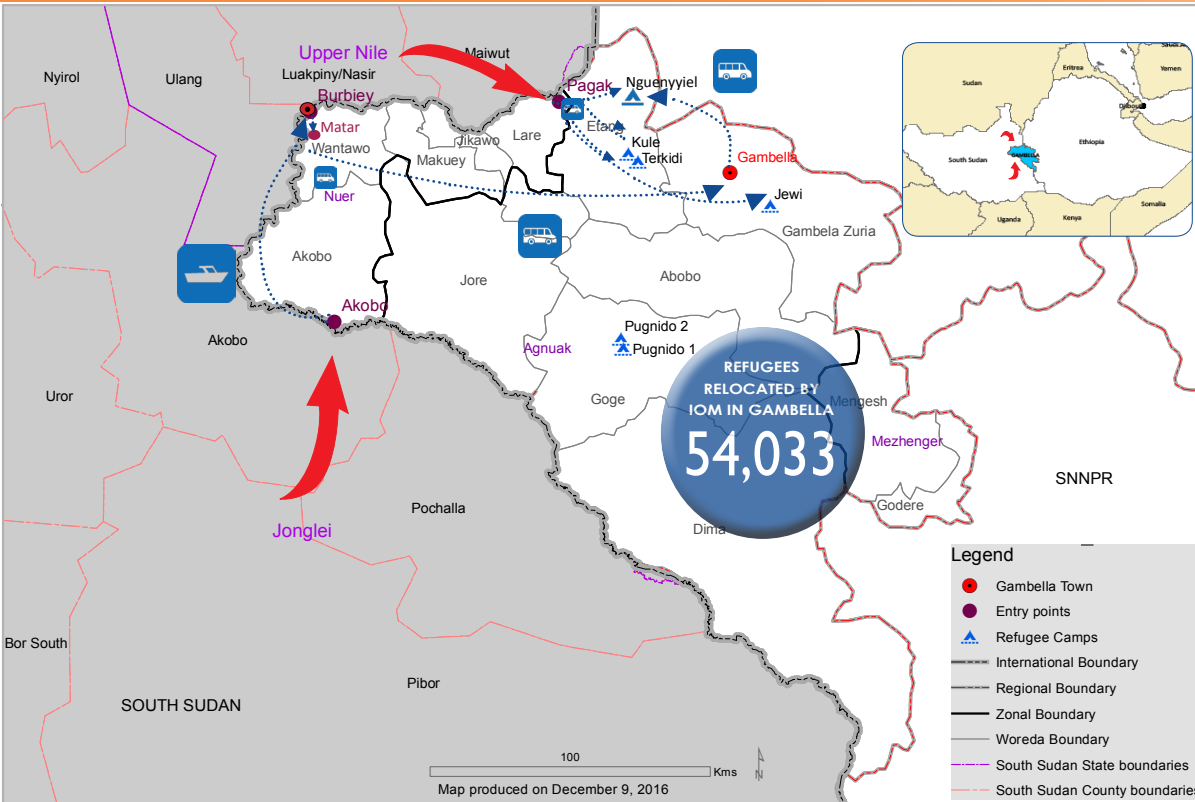 Upper Nile
Maiwut
Nyirol
Ulang
Luakpiny/Nasir
Burbiey
Pagak
Nguenyyiel
Matar
Wantawo
Jikawo
Lare
Etang
Makuey
Kule
Terkidi
Gambella
Nuer
Jewi
Gambela Zuria
Akobo
Jore
Abobo
Akobo
Akobo
Agnuak
Pugnido 2
Pugnido 1
Uror
Goge
REFUGEES
RELOCATED BY
IOM IN GAMBELLA
54,033
Mengesh
Mezhenger
SNNPR
Godere
Pochalla
Dima
Jonglei
Bor South
Pibor
SOUTH SUDAN
100
Kms
N
Map produced on December 9, 2016
Sudan
Eritrea
Yemen
Djibouti
Ethiopia
South Sudan
GAMBELLA
Somalia
Uganda
Kenya
Legend
Gambella Town
Entry points
Refugee Camps
International Boundary
Regional Boundary
Zonal Boundary
Woreda Boundary
South Sudan State boundaries
South Sudan County boundaries